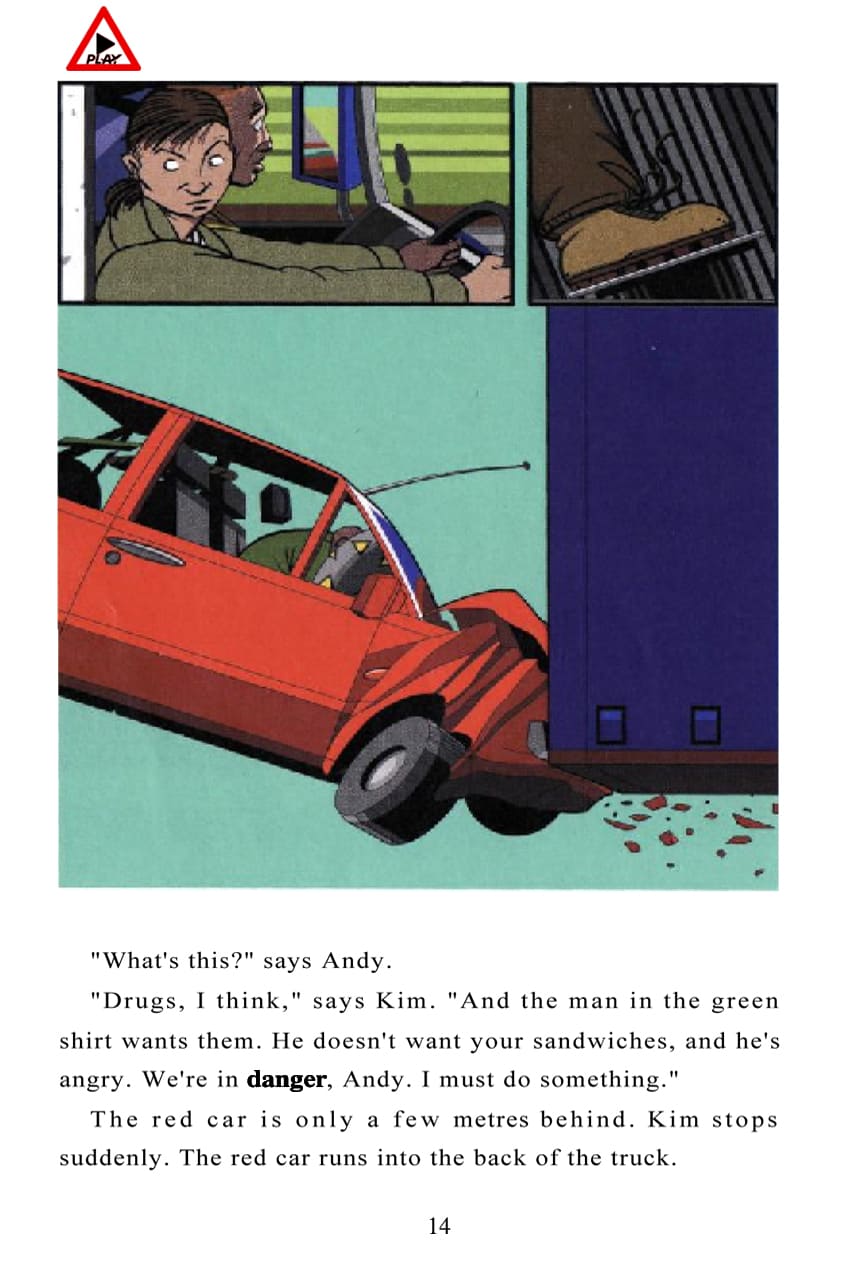 PLAY
"What's this?" says Andy.
"Drugs, I think," says Kim. "And the man in the green
shirt wants them. He doesn't want your sandwiches, and he's
angry. We're in danger, Andy. I must do something."
The red car is only a few metres behind. Kim stops
suddenly. The red car runs into the back of the truck.
14